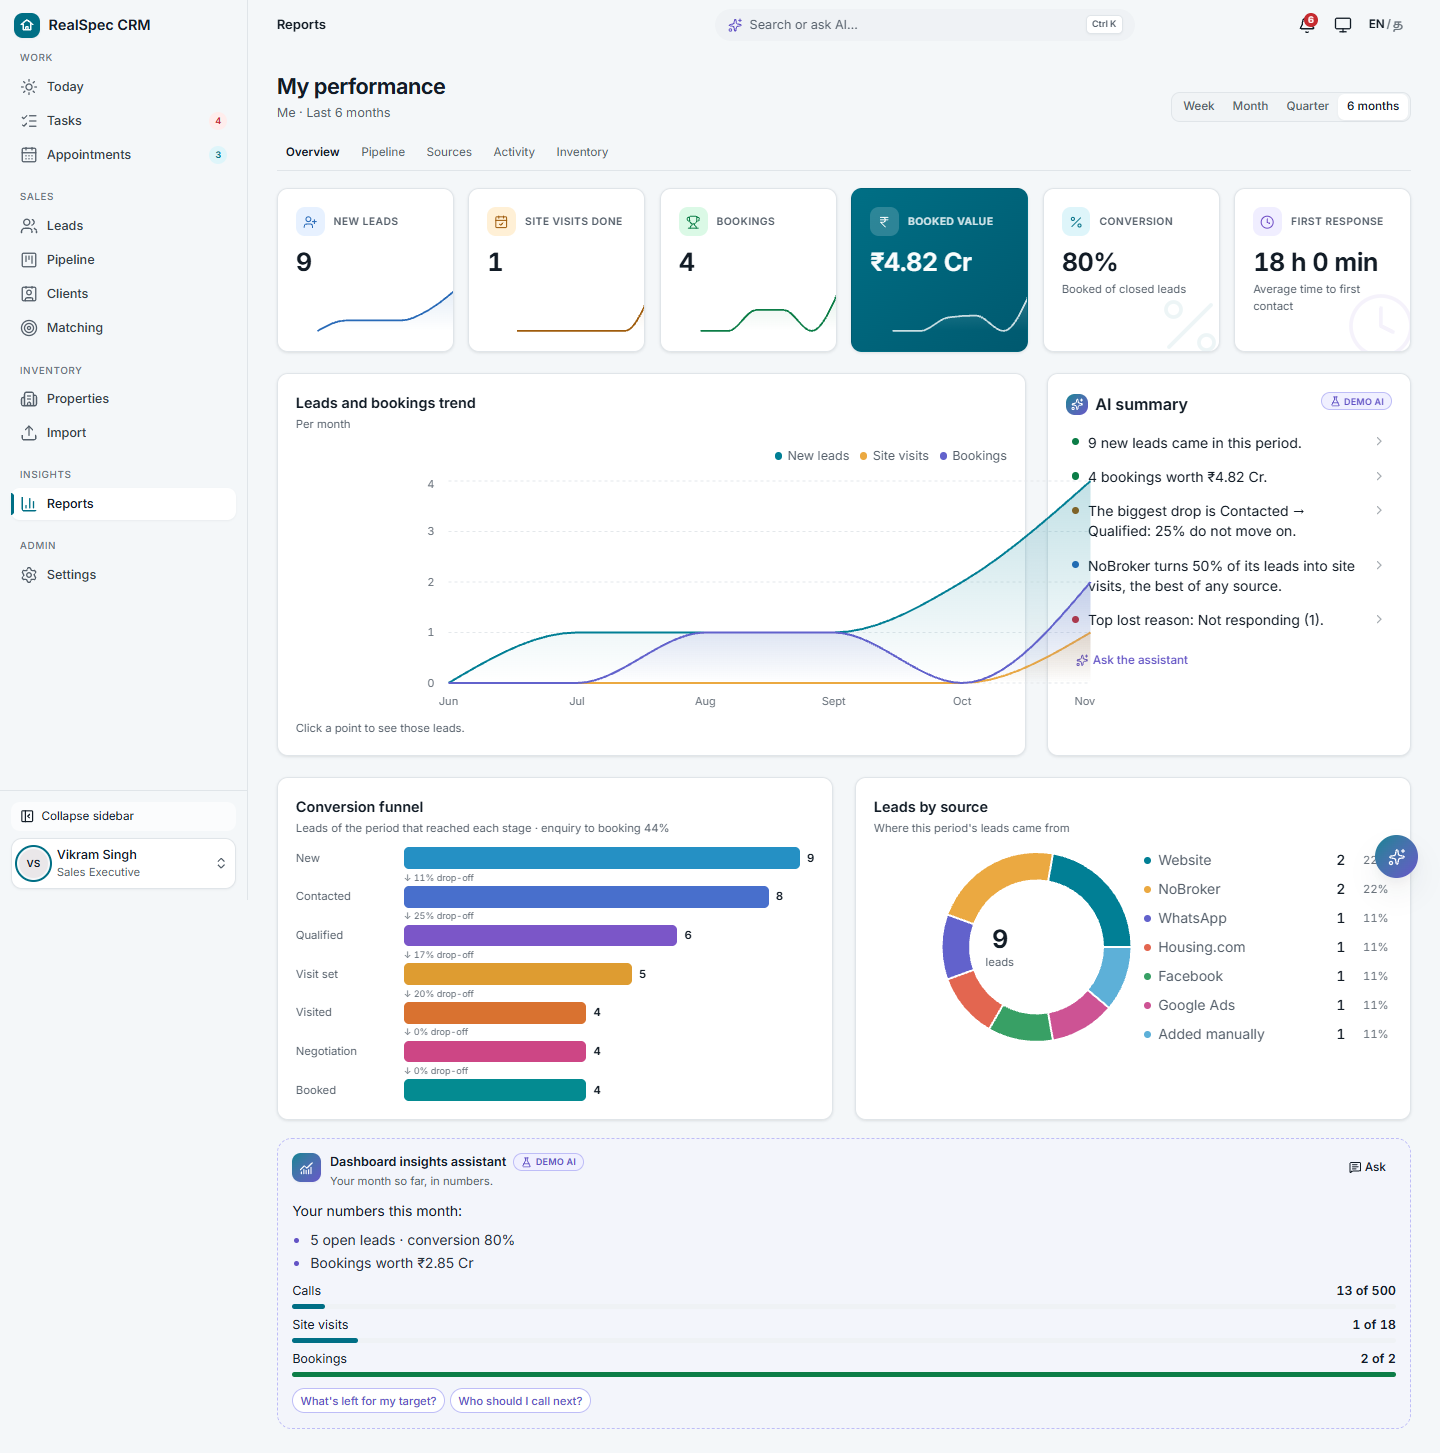 RealSpec CRM
WORK
Today
Tasks
4
Appointments
3
SALES
Leads
Pipeline
Clients
Matching
INVENTORY
Properties
Import
INSIGHTS
Reports
ADMIN
Settings
Collapse sidebar
VS
Vikram Singh
Sales Executive
Reports
Search or ask AI...
Ctrl K
6
EN / த
My performance
Me · Last 6 months
Week
Month
Quarter
6 months
Overview
Pipeline
Sources
Activity
Inventory
NEW LEADS
9
SITE VISITS DONE
1
BOOKINGS
4
₹
BOOKED VALUE
₹4.82 Cr
CONVERSION
80%
Booked of closed leads
FIRST RESPONSE
18 h 0 min
Average time to first
contact
Leads and bookings trend
Per month
New leads
Site visits
Bookings
4
3
2
1
0
Jun
Jul
Aug
Sept
Oct
Nov
Click a point to see those leads.
AI summary
DEMO AI
9 new leads came in this period.
4 bookings worth ₹4.82 Cr.
The biggest drop is Contacted →
Qualified: 25% do not move on.
NoBroker turns 50% of its leads into site
visits, the best of any source.
Top lost reason: Not responding (1).
Ask the assistant
Conversion funnel
Leads of the period that reached each stage · enquiry to booking 44%
New
9
↓ 11% drop-off
Contacted
8
↓ 25% drop-off
Qualified
6
↓ 17% drop-off
Visit set
5
↓ 20% drop-off
Visited
4
↓ 0% drop-off
Negotiation
4
↓ 0% drop-off
Booked
4
Leads by source
Where this period's leads came from
9
leads
Website 2
NoBroker 2 22%
WhatsApp 1 11%
Housing.com 1 11%
Facebook 1 11%
Google Ads 1 11%
Added manually 1 11%
Dashboard insights assistant
DEMO AI
Your month so far, in numbers.
Ask
Your numbers this month:
• 5 open leads · conversion 80%
• Bookings worth ₹2.85 Cr
Calls
13 of 500
Site visits
1 of 18
Bookings
2 of 2
What's left for my target?
Who should I call next?